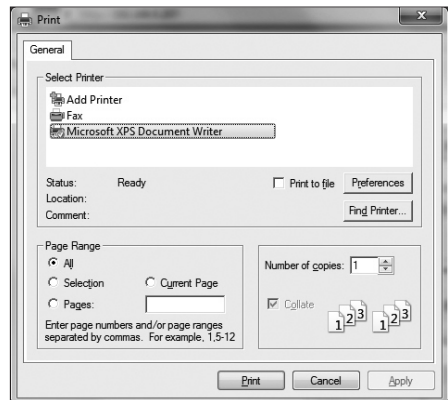 Print
General
Select Printer
Add Printer
Fax
Microsoft XPS Document Writer
Status: Ready
Print to file
Preferences
Location:
Comment:
Find Printer...
Page Range
All
Selection
Current Page
Pages:
Enter page numbers and/or page ranges
separated by commas. For example, 1,5-12
Number of copies: 1
Collate
1 2 3 1 2 3
Print Cancel Apply